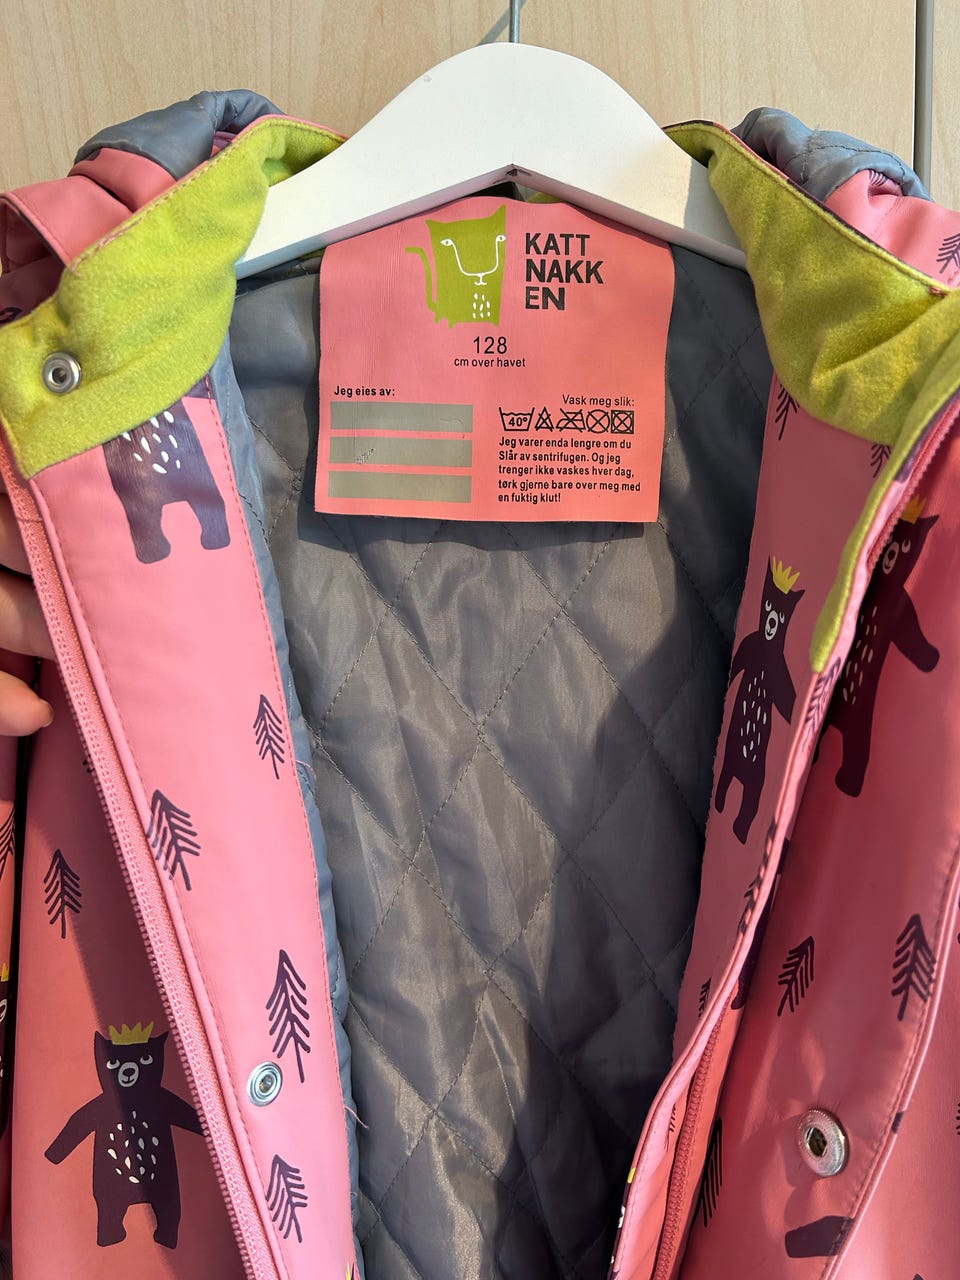 KATT
NAKK
EN
128
cm over havet
Jeg eies av:
Vask meg slik:
40°
Jeg varer enda lengre om du
Slår av sentrifugen. Og jeg
trenger ikke vaskes hver dag,
tørk gjerne bare over meg med
en fuktig klut!